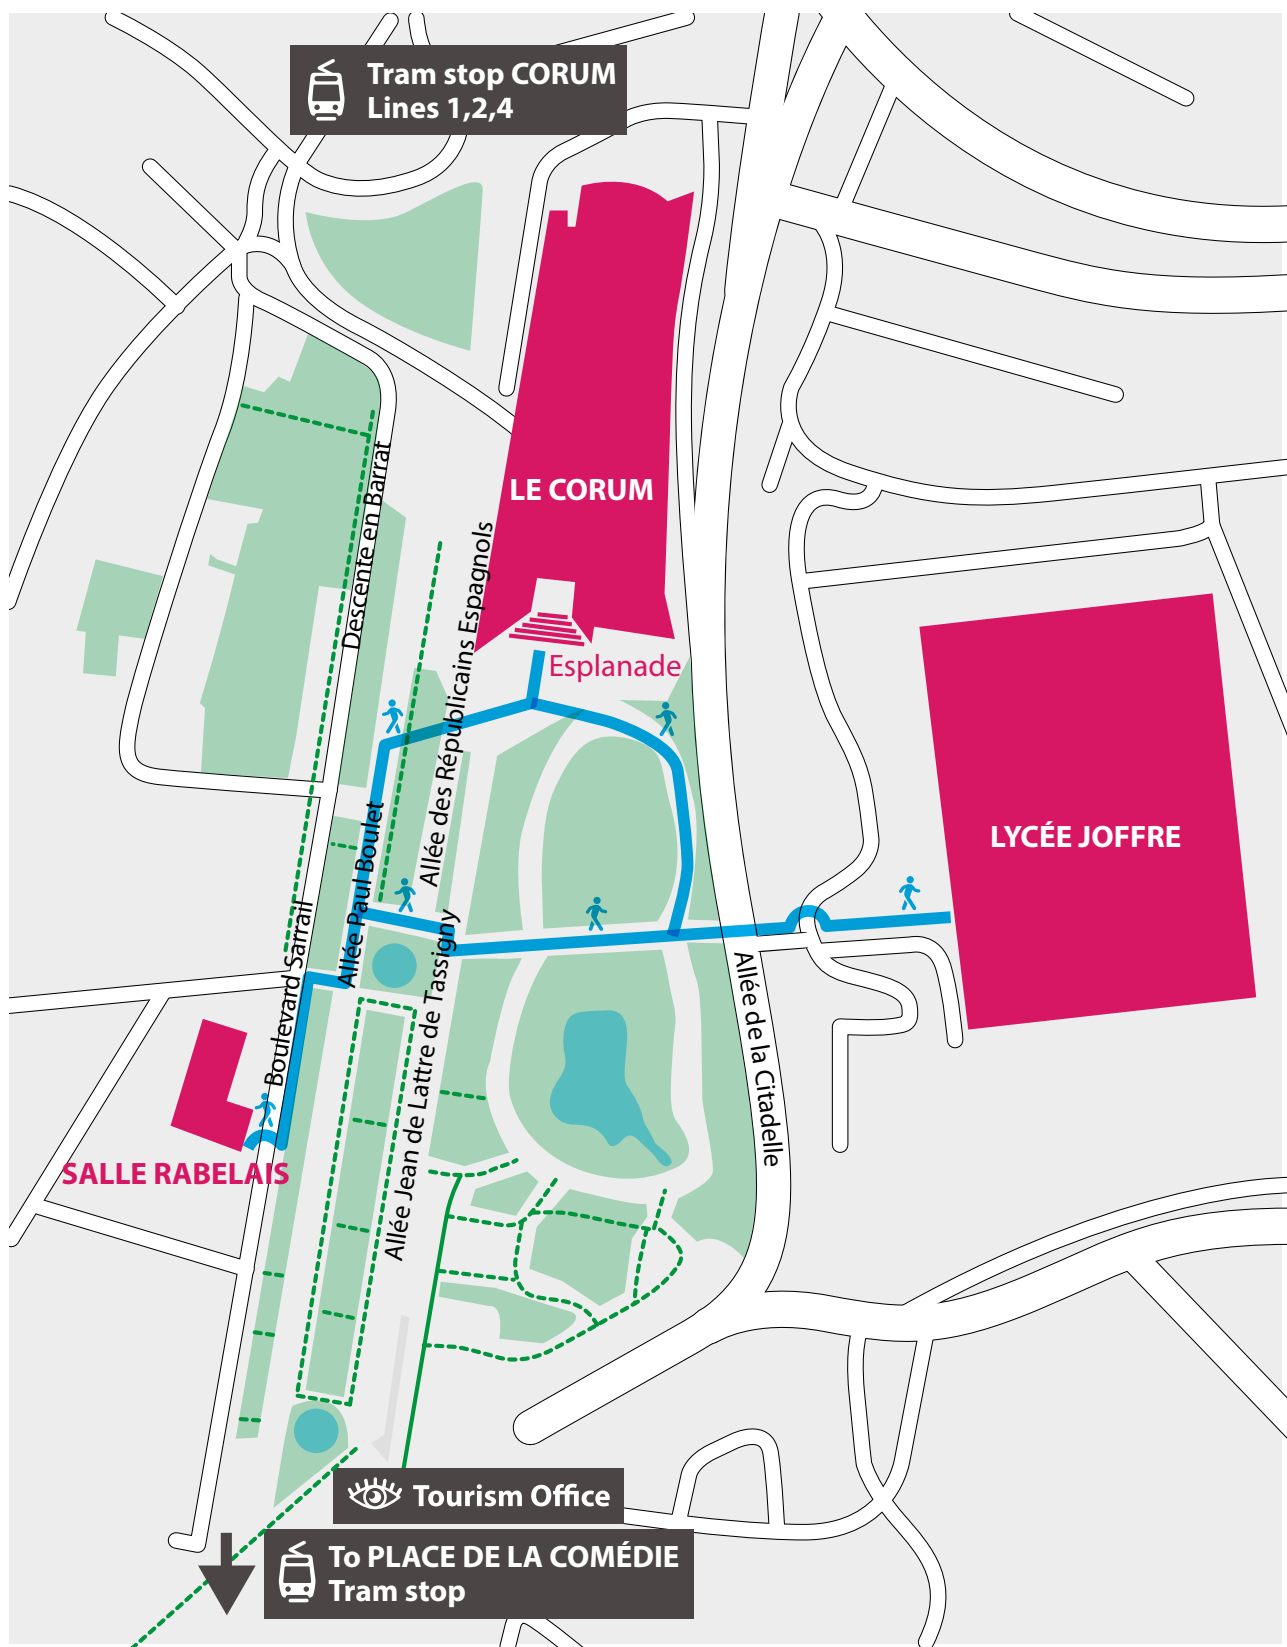 Tram stop CORUM
Lines 1,2,4
LE CORUM
Descente en Barrat
Allée des Républicains Espagnols
Esplanade
LYCÉE JOFFRE
Allée Paul Boulet
Boulevard Sarrail
Allée Jean de Lattre de Tassigny
Allée de la Citadelle
SALLE RABELAIS
Tourism Office
To PLACE DE LA COMÉDIE
Tram stop